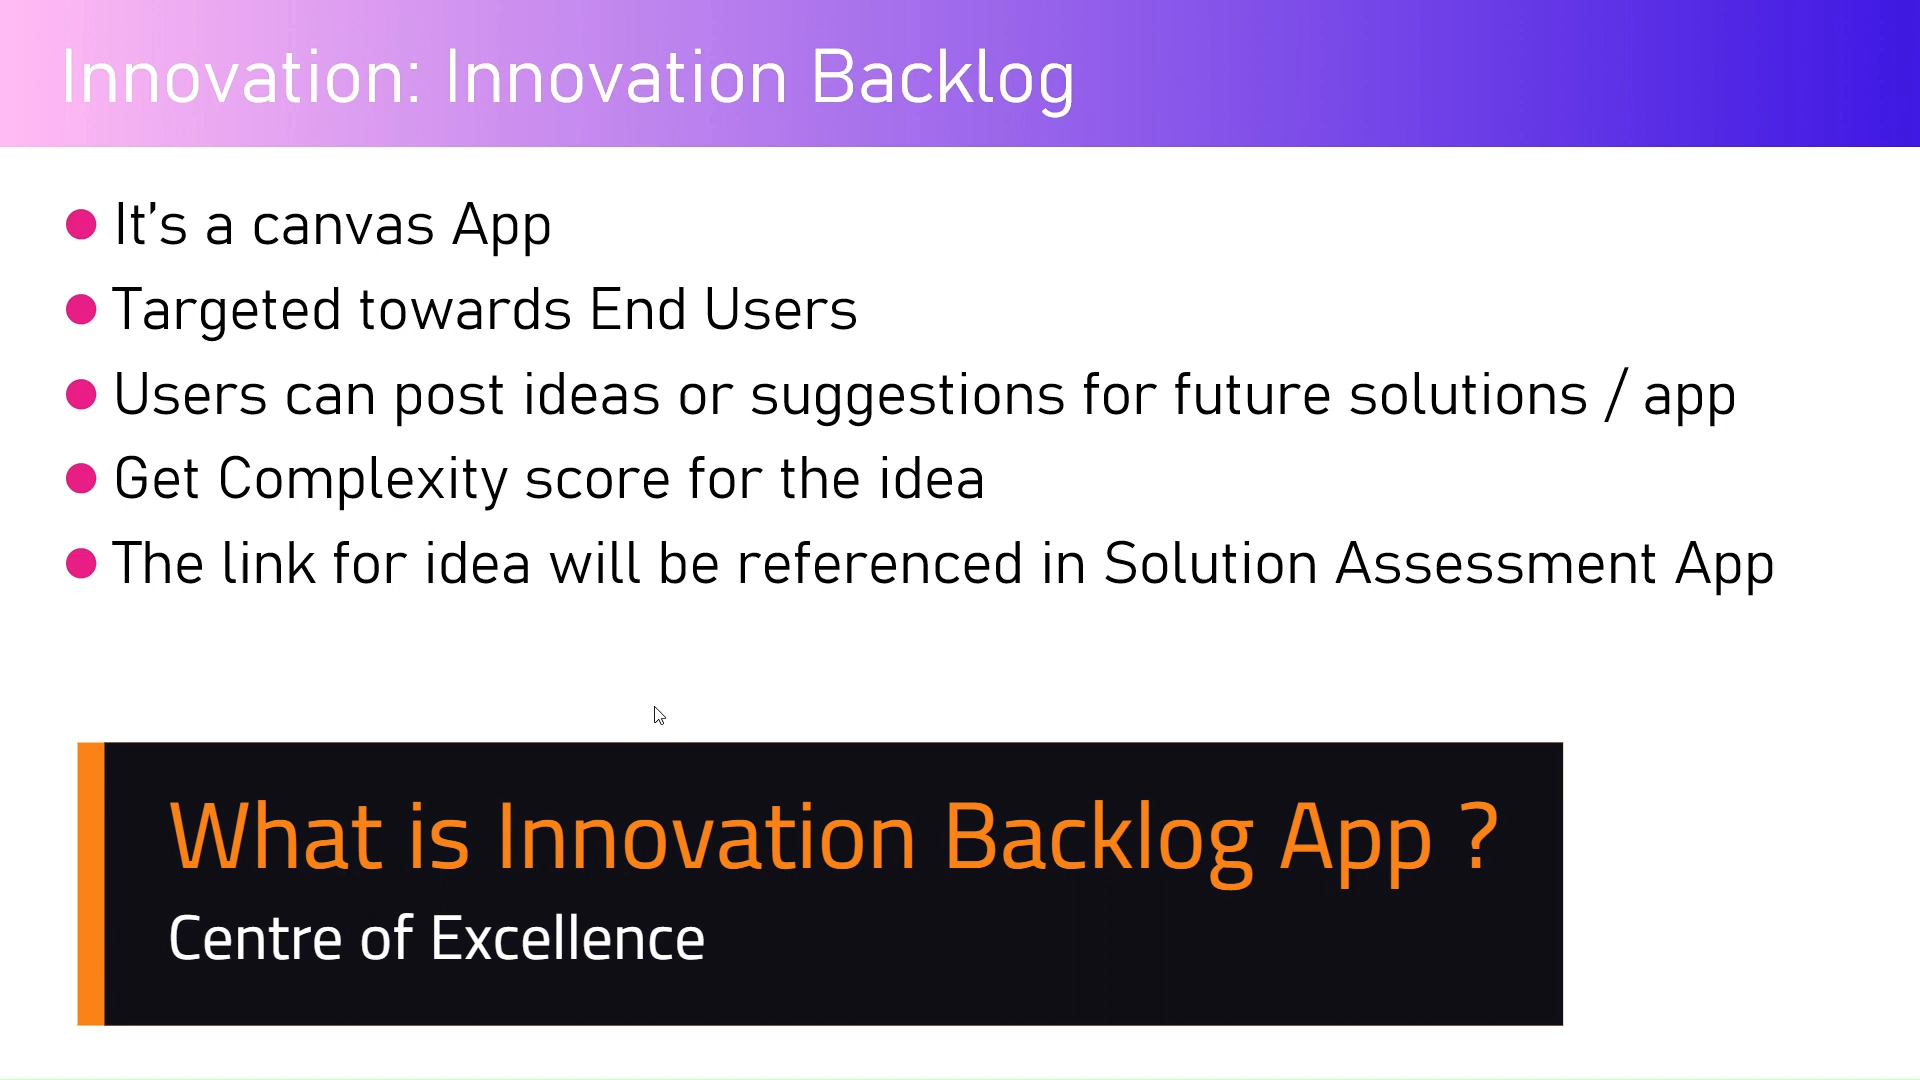 Innovation: Innovation Backlog
It’s a canvas App
Targeted towards End Users
Users can post ideas or suggestions for future solutions / app
Get Complexity score for the idea
The link for idea will be referenced in Solution Assessment App
What is Innovation Backlog App ?
Centre of Excellence